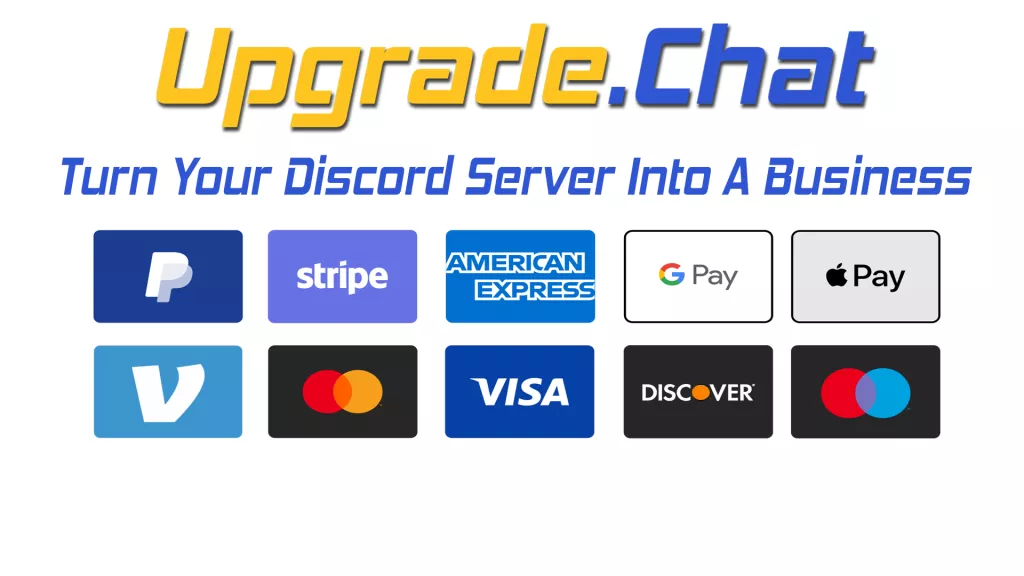 Upgrade.Chat
Turn Your Discord Server Into A Business
stripe
AMERICAN
EXPRESS
G Pay
Pay
VISA
DISCOVER